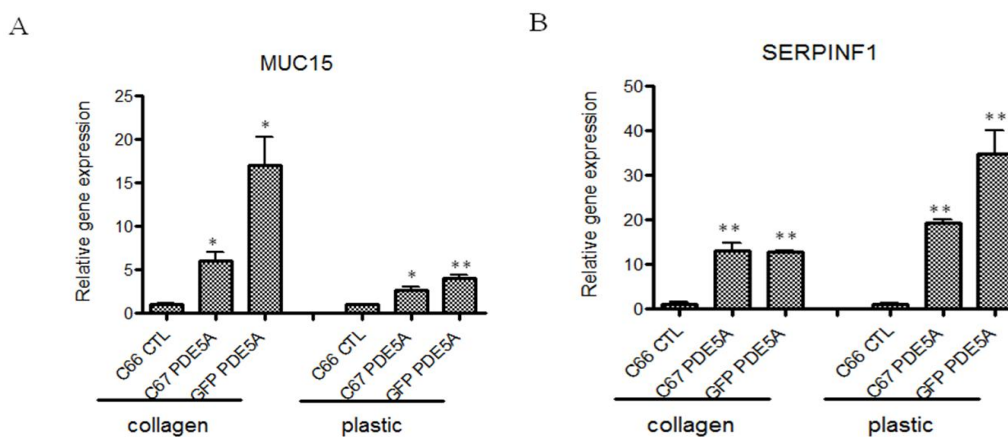 A
MUC15
Relative gene expression
25
20
15
10
5
0
*
*
*
**
C66 CTL
C67 PDE5A
GFP PDE5A
C66 CTL
C67 PDE5A
GFP PDE5A
collagen
plastic
B
SERPINF1
Relative gene expression
50
40
30
20
10
0
**
**
**
**
C66 CTL
C67 PDE5A
GFP PDE5A
C66 CTL
C67 PDE5A
GFP PDE5A
collagen
plastic